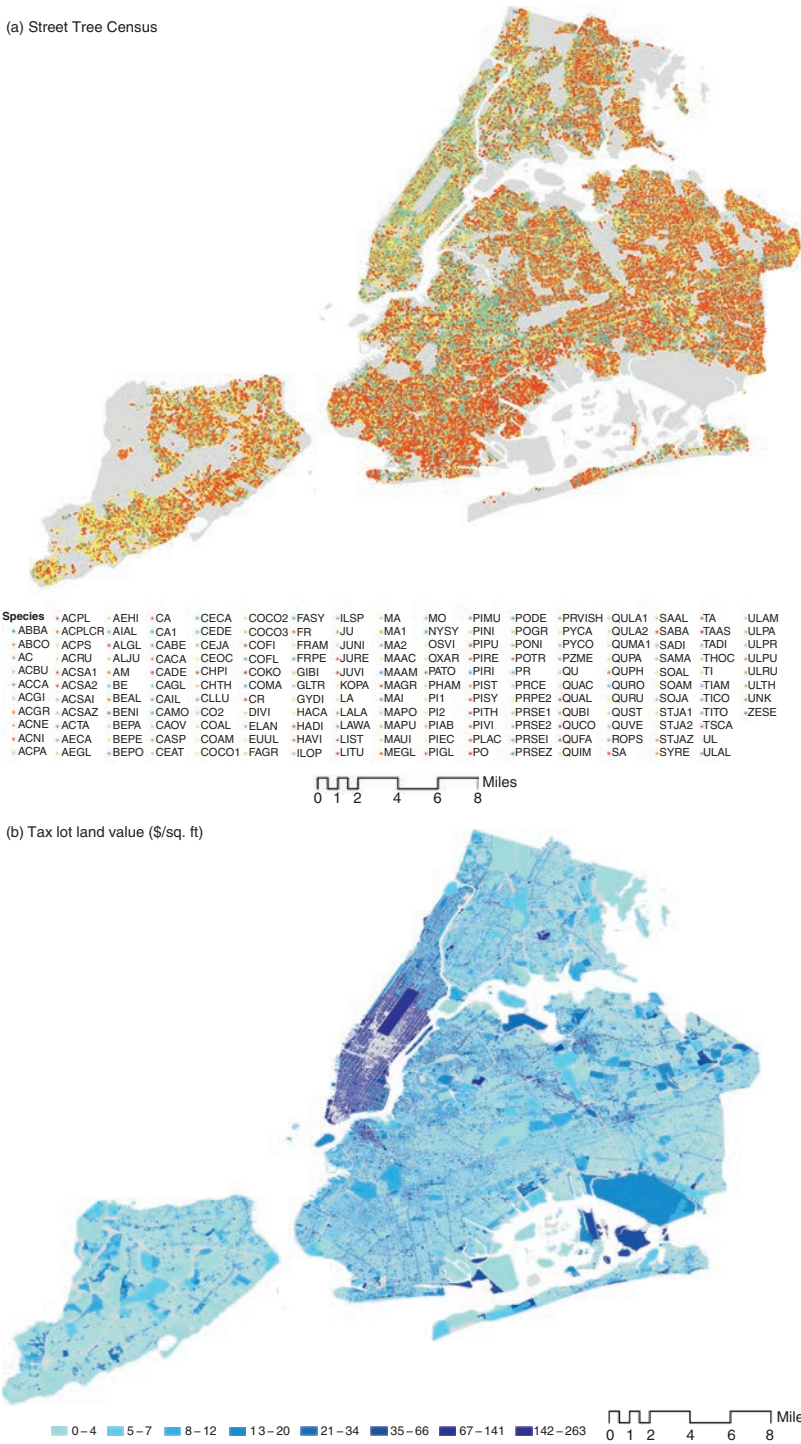 (a) Street Tree Census
Species ACPL AEHI CA CECA COCO2 FASY ILSP MA MO PIMU PODE PRVISH QULA1 SAAL TA ULAM
ABBA ACPLCR AIAL CA1 CEDE COCO3 FR JU MA1 NYSY PINI POGR PYCA QULA2 SABA TAAS ULPA
ABCO ACPS ALGL CABE CEJA COFI FRAM JUNI MA2 OSVI PIPU PONI PYCO QUMA1 SADI TADI ULPR
AC ACRU ALJU CACA CEOC COFL FRPE JURE MAAC OXAR PIRE POTR PZME QUPA SAMA THOC ULPU
ACBU ACSA1 AM CADE CHPI COKO GIBI JUVI MAAM PATO PIRI PR QU QUPH SOAL TI ULRU
ACCA ACSA2 BE CAGL CHTH COMA GLTR KOPA MAGR PHAM PIST PRCE QUAC QURO SOAM TIAM ULTH
ACGI ACSAI BEAL CAIL CLLU CR GYDI LA MAI PI1 PISY PRPE2 QUAL QURU SOJA TICO UNK
ACGR ACSAZ BENI CAMO CO2 DIVI HACA LALA MAPO PI2 PITH PRSE1 QUBI QUST STJA1 TITO ZESE
ACNE ACTA BEPA CAOV COAL ELAN HADI LAWA MAPU PIAB PIVI PRSE2 QUCO QUVE STJA2 TSCA
ACNI AECA BEPE CASP COAM EUUL HAVI LIST MAUI PIEC PLAC PRSEI QUFA ROPS STJAZ UL
ACPA AEGL BEPO CEAT COCO1 FAGR ILOP LITU MEGL PIGL PO PRSEZ QUIM SA SYRE ULAL
Miles
0 1 2 4 6 8
(b) Tax lot land value ($/sq. ft)
0–4 5–7 8–12 13–20 21–34 35–66 67–141 142–263
Miles
0 1 2 4 6 8